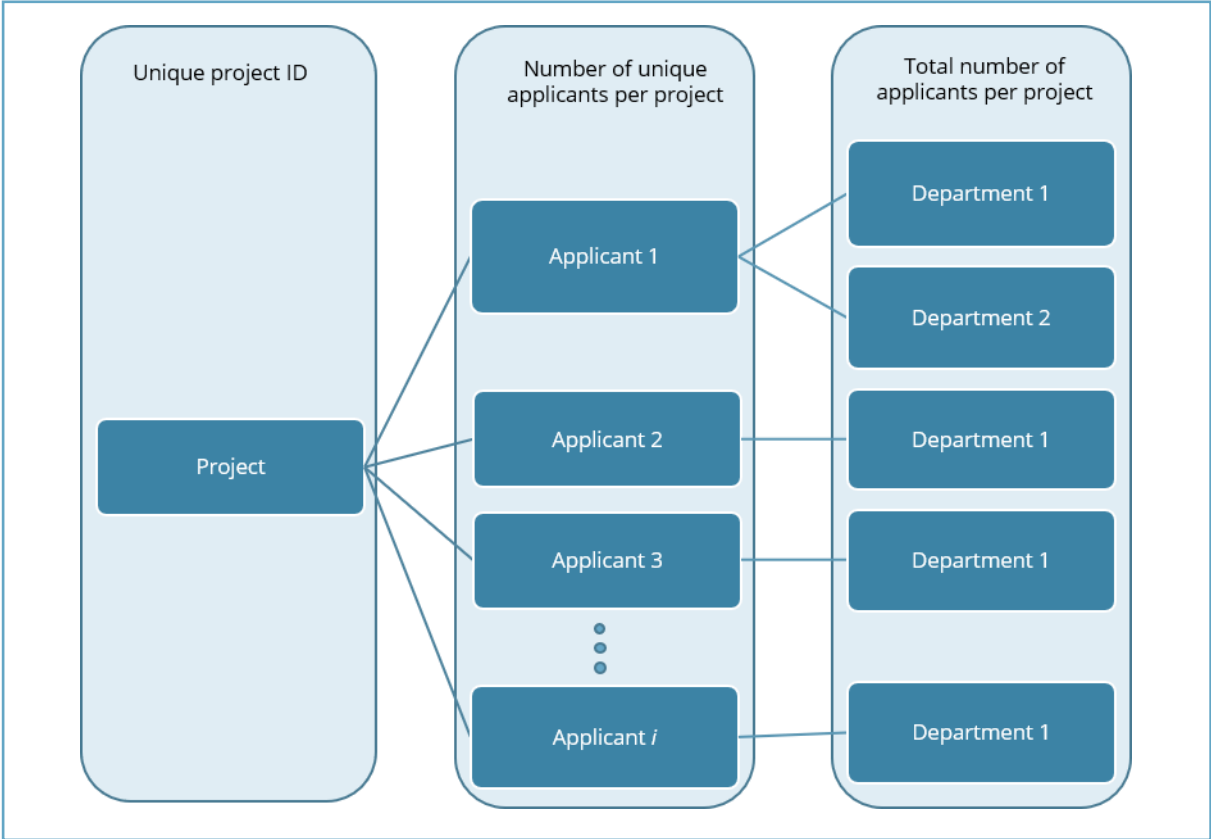 Unique project ID
Number of unique
applicants per project
Total number of
applicants per project
Project
Applicant 1
Applicant 2
Applicant 3
Applicant i
Department 1
Department 2
Department 1
Department 1
Department 1